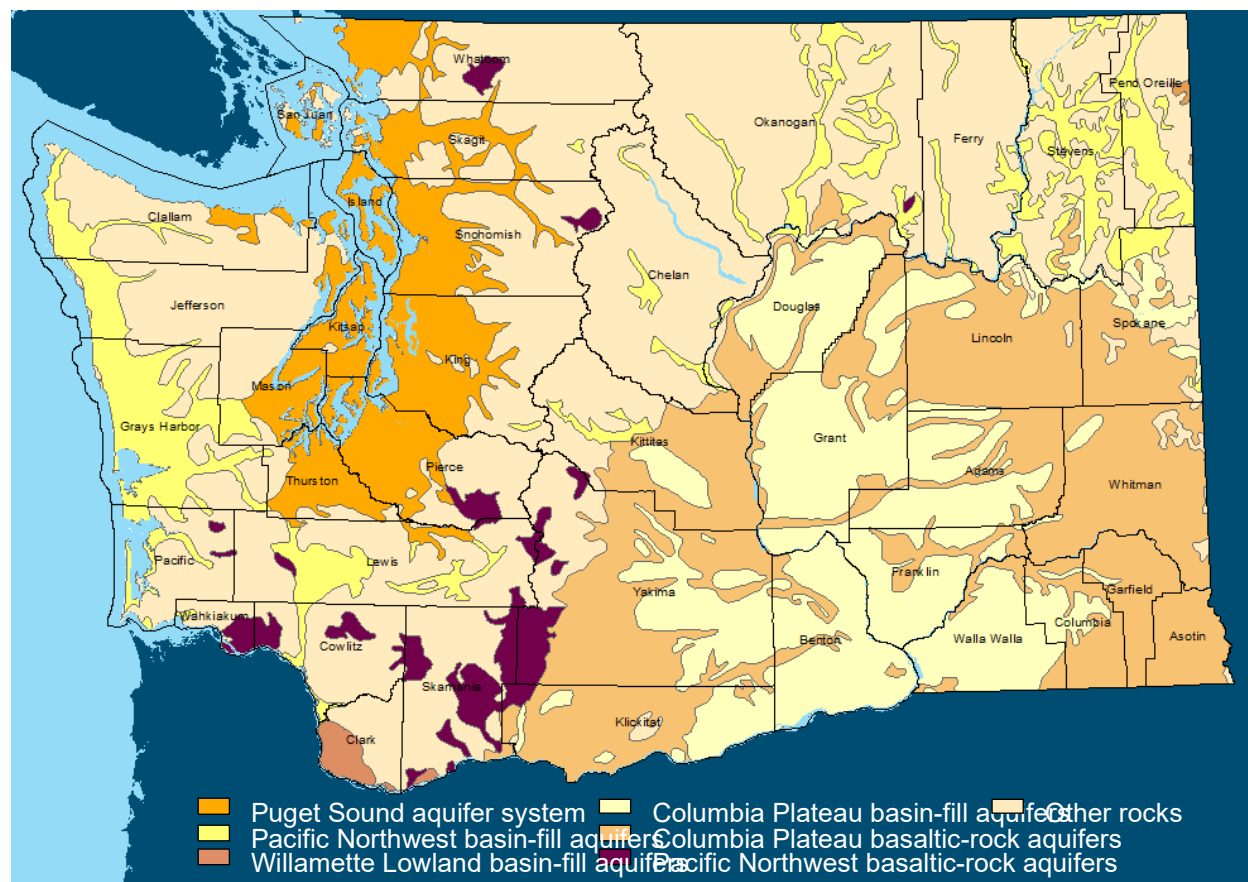 Whatcom
Pend Oreille
San Juan
Okanogan
Skagit
Ferry
Stevens
Island
Clallam
Snohomish
Chelan
Jefferson
Douglas
Kitsap
Spokane
Lincoln
King
Mason
Grays Harbor
Grant
Kittitas
Pierce
Adams
Thurston
Whitman
Pacific
Lewis
Franklin
Yakima
Garfield
Wahkiakum
Columbia
Cowlitz
Benton
Walla Walla
Asotin
Skamania
Klickitat
Clark
Puget Sound aquifer system
Pacific Northwest basin-fill aquifers
Willamette Lowland basin-fill aquifers
Columbia Plateau basin-fill aquifers
Columbia Plateau basaltic-rock aquifers
Pacific Northwest basaltic-rock aquifers
Other rocks